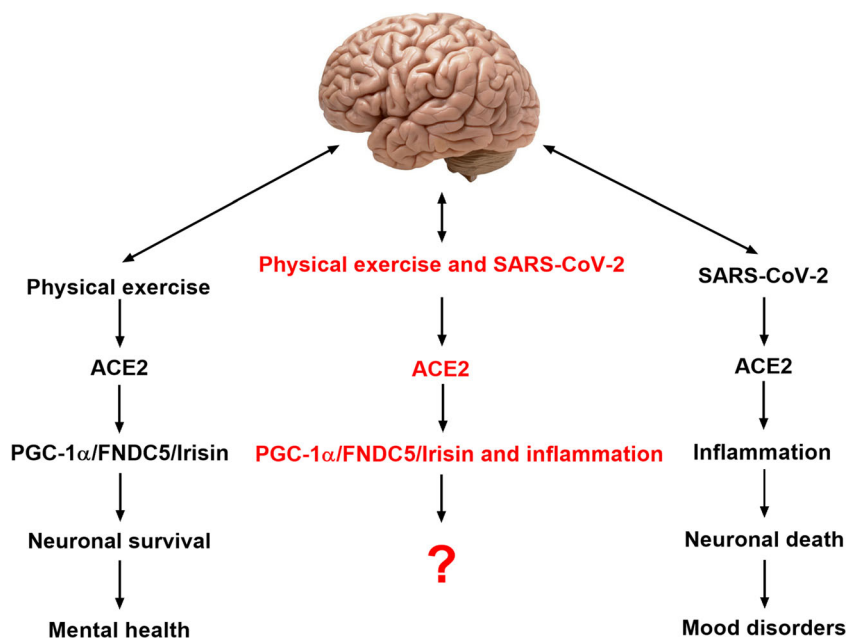 Physical exercise
ACE2
PGC-1α/FNDC5/Irisin
Neuronal survival
Mental health
Physical exercise and SARS-CoV-2
ACE2
PGC-1α/FNDC5/Irisin and inflammation
?
SARS-CoV-2
ACE2
Inflammation
Neuronal death
Mood disorders